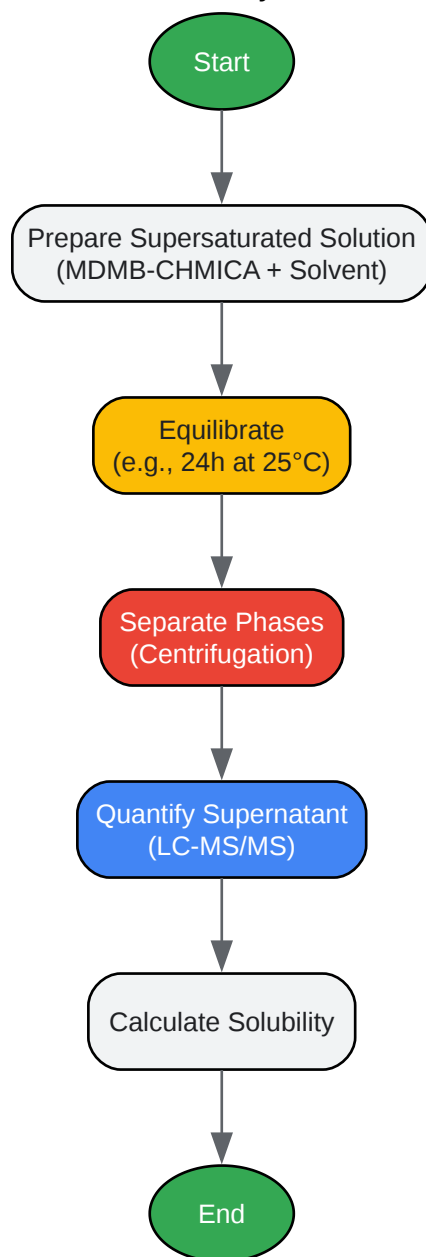 Start
Prepare Supersaturated Solution
(MDMB-CHMICA + Solvent)
Equilibrate
(e.g., 24h at 25°C)
Separate Phases
(Centrifugation)
Quantify Supernatant
(LC-MS/MS)
Calculate Solubility
End